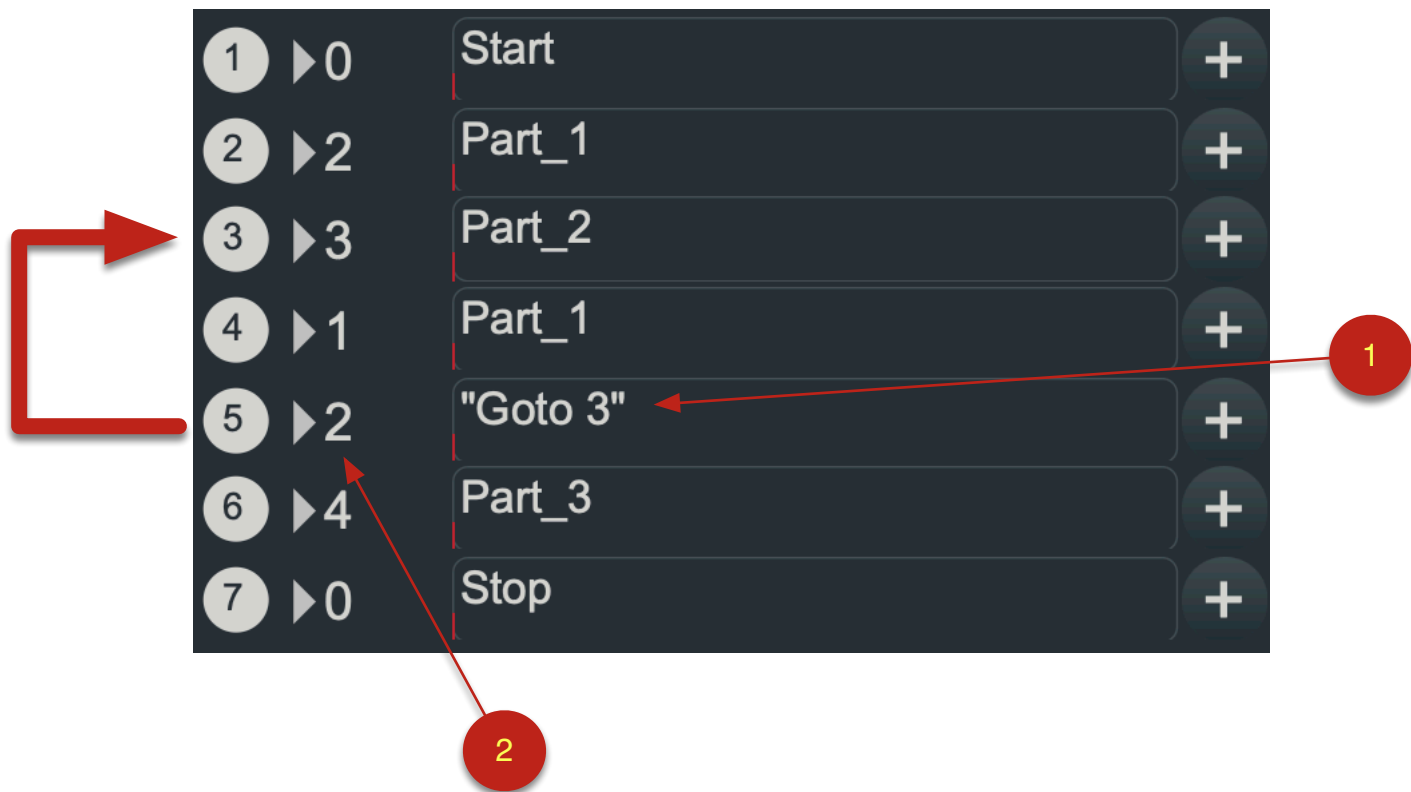 1 0 Start +
2 2 Part_1 +
3 3 Part_2 +
4 1 Part_1 +
1
5 2 "Goto 3" +
6 4 Part_3 +
7 0 Stop +
2